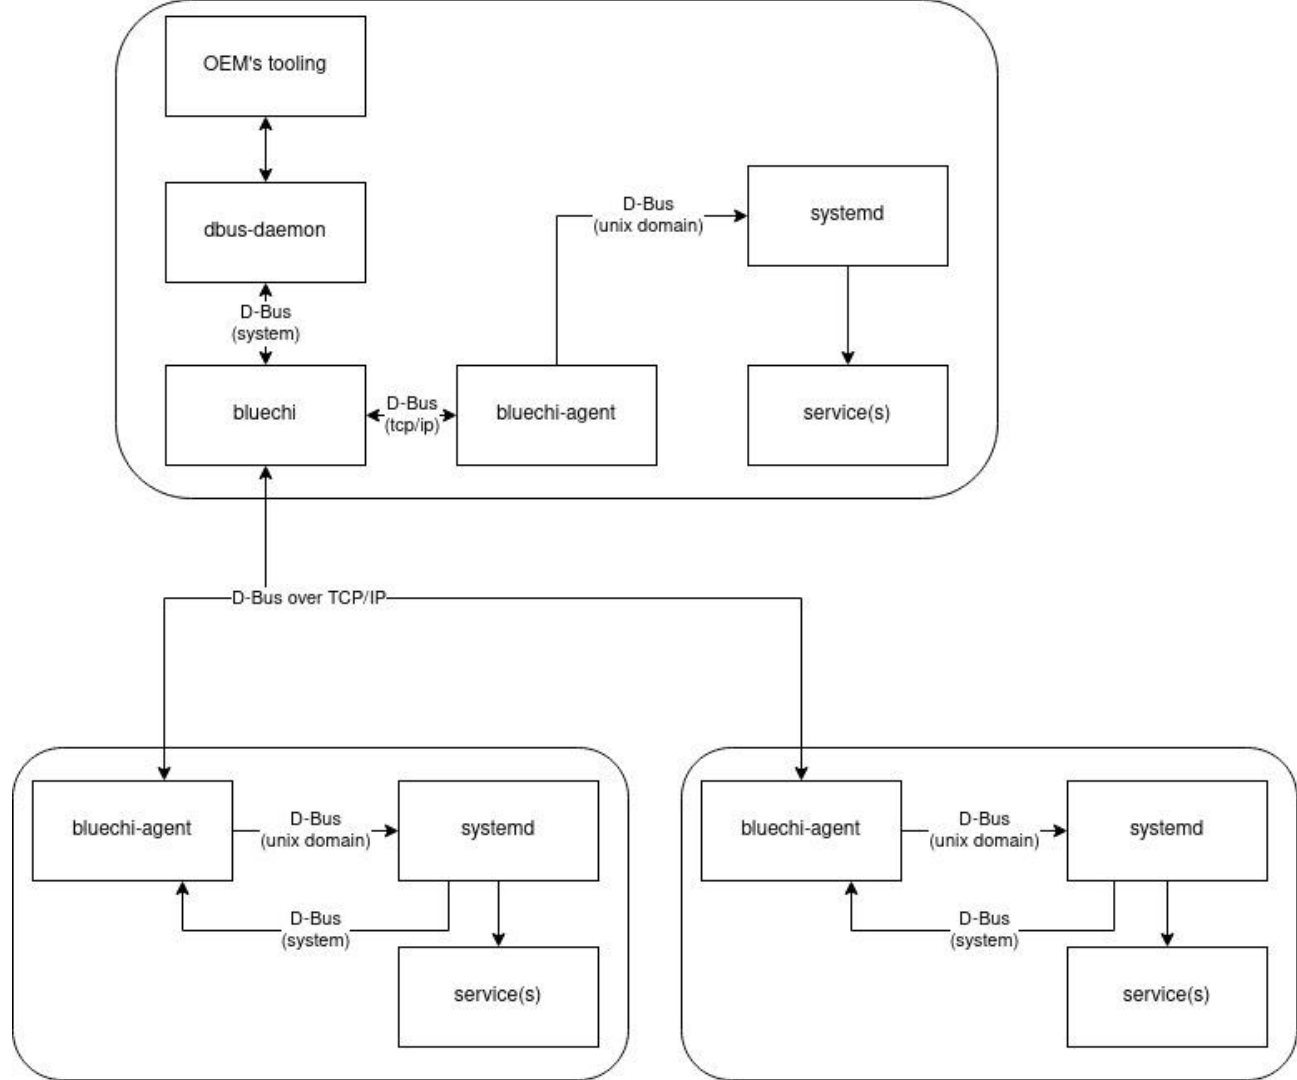 OEM's tooling
dbus-daemon
D-Bus
(system)
bluechi
D-Bus
(tcp/ip)
bluechi-agent
D-Bus
(unix domain)
systemd
service(s)
D-Bus over TCP/IP
bluechi-agent
D-Bus
(unix domain)
systemd
D-Bus
(system)
service(s)
bluechi-agent
D-Bus
(unix domain)
systemd
D-Bus
(system)
service(s)